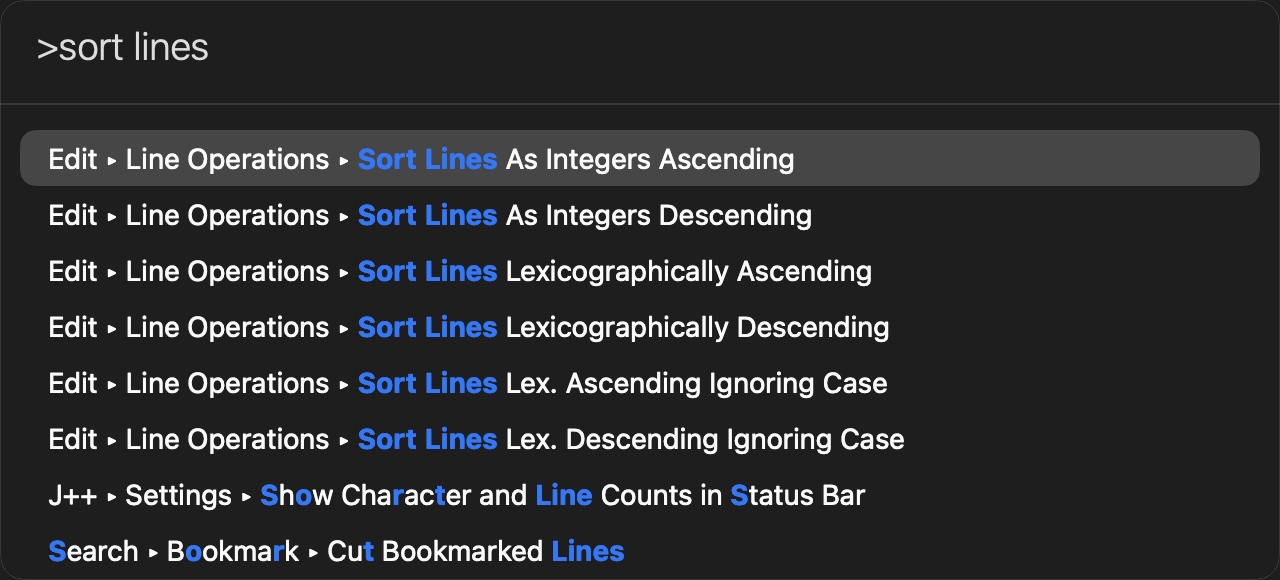 >sort lines
Edit ▸ Line Operations ▸ Sort Lines As Integers Ascending
Edit ▸ Line Operations ▸ Sort Lines As Integers Descending
Edit ▸ Line Operations ▸ Sort Lines Lexicographically Ascending
Edit ▸ Line Operations ▸ Sort Lines Lexicographically Descending
Edit ▸ Line Operations ▸ Sort Lines Lex. Ascending Ignoring Case
Edit ▸ Line Operations ▸ Sort Lines Lex. Descending Ignoring Case
J++ ▸ Settings ▸ Show Character and Line Counts in Status Bar
Search ▸ Bookmark ▸ Cut Bookmarked Lines